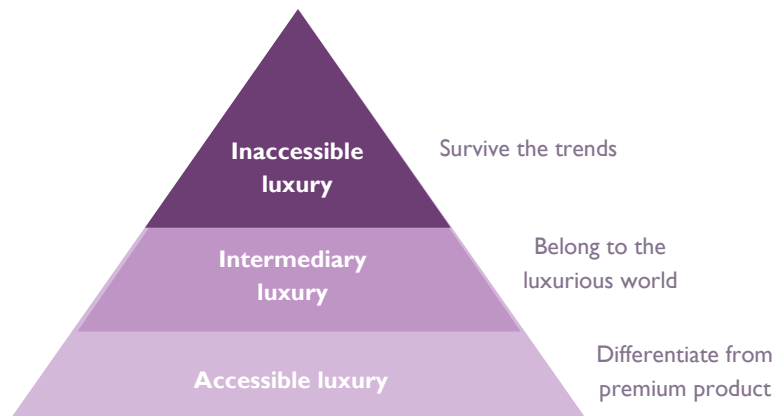 Inaccessible
luxury
Survive the trends
Intermediary
luxury
Belong to the
luxurious world
Accessible luxury
Differentiate from
premium product